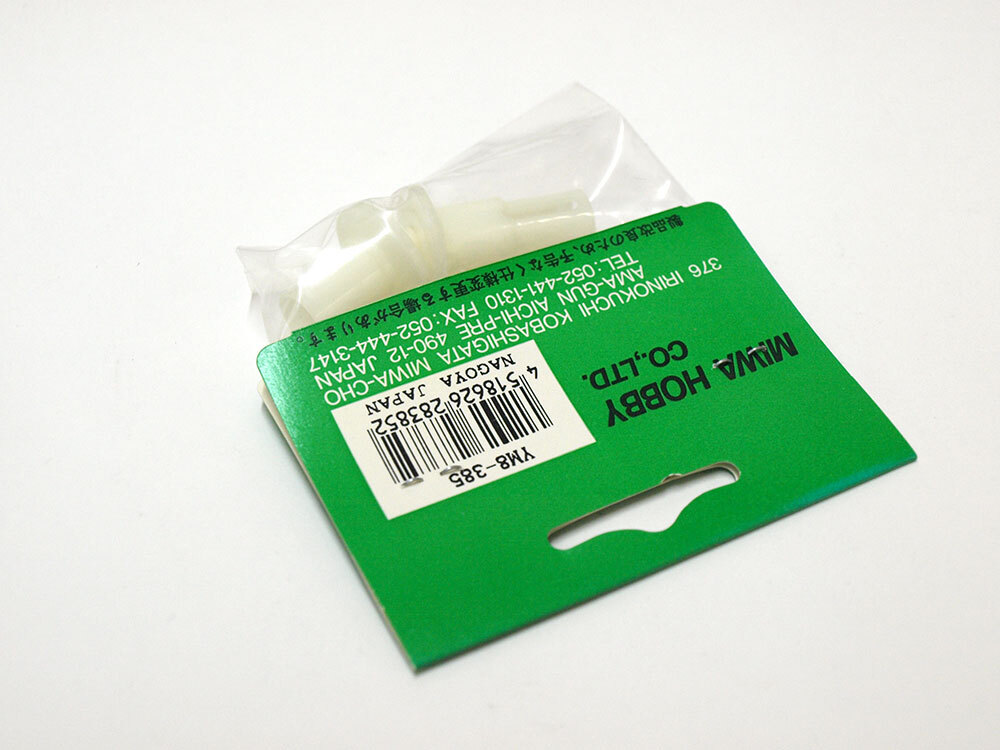 MIWA HOBBY
CO.,LTD.
YM8-385
4 518626 283852
NAGOYA JAPAN
376 IRINOKUCHI KOBASHIGATA MIWA-CHO
AMA-GUN AICHI-PRE 490-12 JAPAN
TEL:052-441-1310 FAX:052-444-3147
製品改良のため、予告なく仕様変更する場合があります。